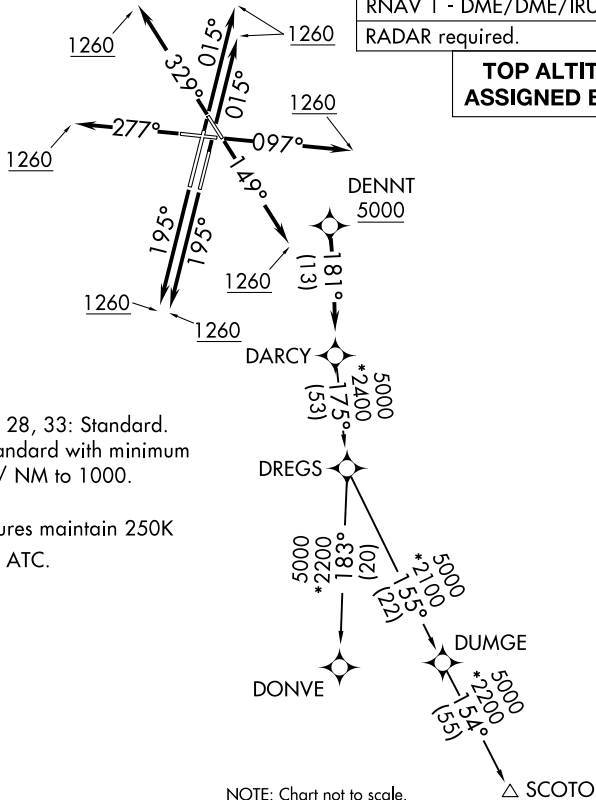 RNAV 1 - DME/DME/IRU
RADAR required.
TOP ALTIT
ASSIGNED B
1260
015°
015°
1260
329°
1260
277°
097°
1260
149°
195°
195°
1260
1260
1260
DENNT
5000
181°
(13)
DARCY
5000
*2400
175°
(53)
28, 33: Standard.
andard with minimum
/ NM to 1000.
DREGS
ures maintain 250K
ATC.
5000
*2200
183°
(20)
5000
*2100
155°
(22)
DUMGE
DONVE
5000
*2200
154°
(55)
NOTE: Chart not to scale.
SCOTO